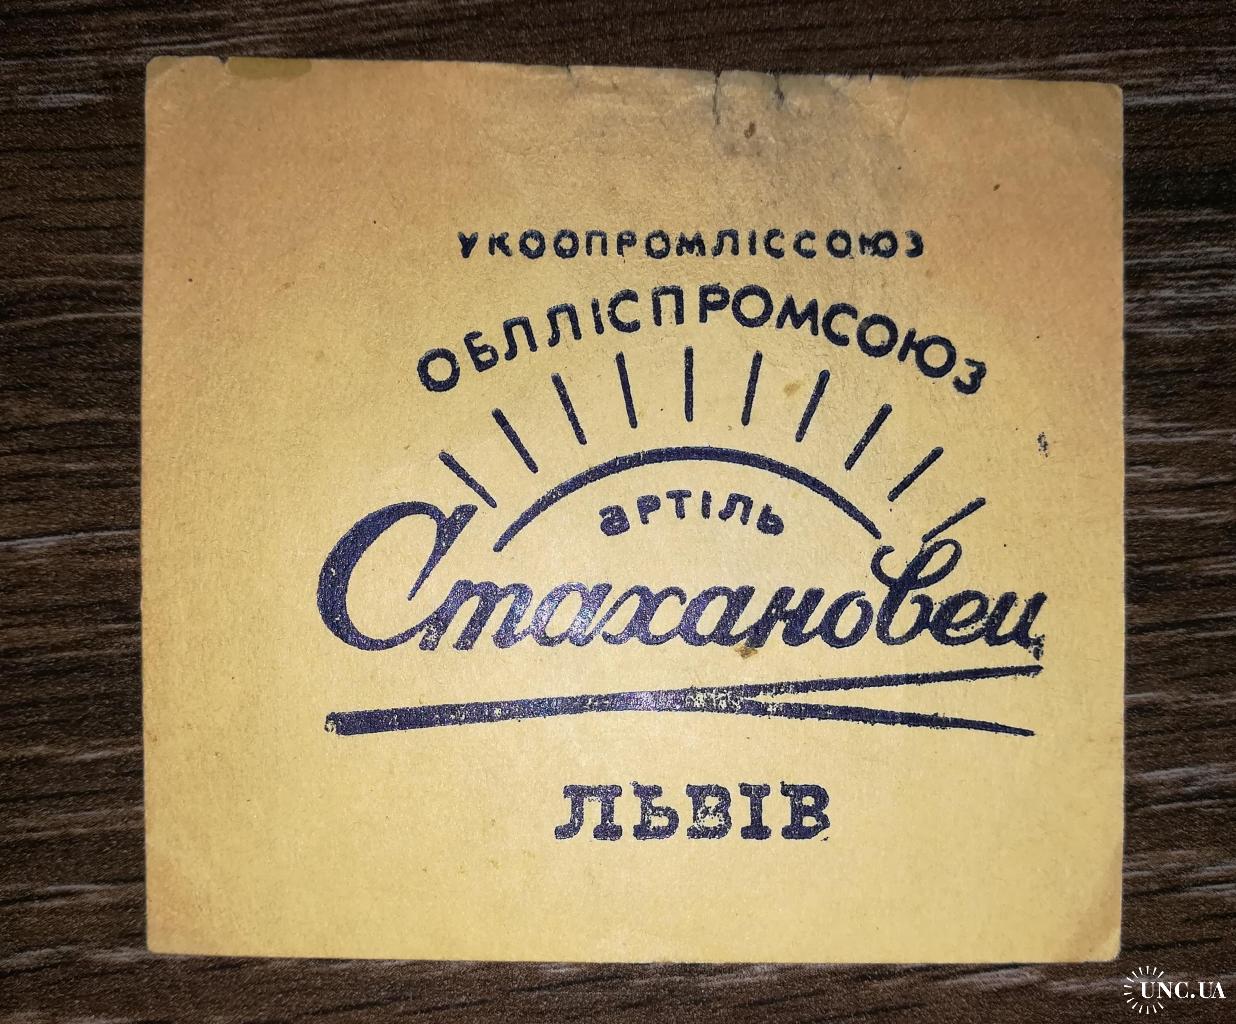 УКООПРОМЛІССОЮЗ
ОБЛЛІСПРОМСОЮЗ
артіль
Стахановец
ЛЬВІВ
UNC.UA